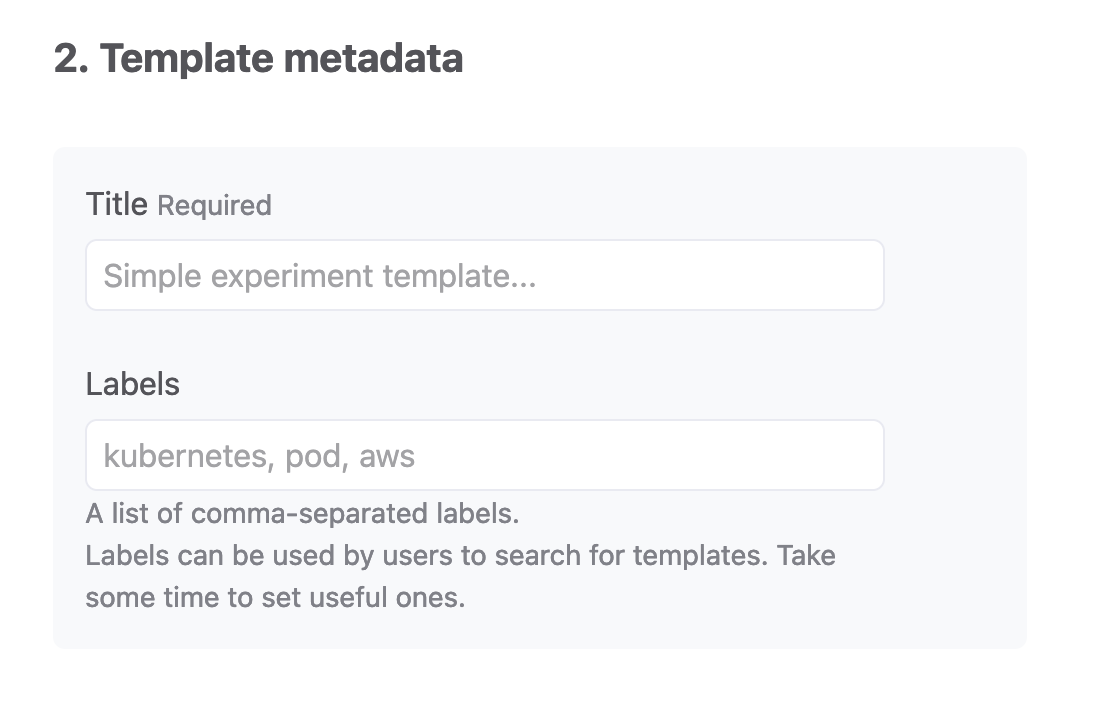 2. Template metadata
Title Required
Simple experiment template...
Labels
kubernetes, pod, aws
A list of comma-separated labels.
Labels can be used by users to search for templates. Take
some time to set useful ones.